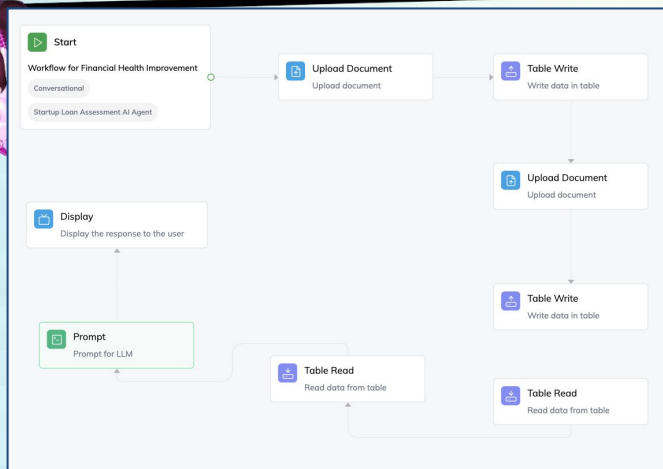 Start
Workflow for Financial Health Improvement
Conversational
Startup Loan Assessment AI Agent
Upload Document
Upload document
Table Write
Write data in table
Upload Document
Upload document
Table Write
Write data in table
Table Read
Read data from table
Table Read
Read data from table
Prompt
Prompt for LLM
Display
Display the response to the user